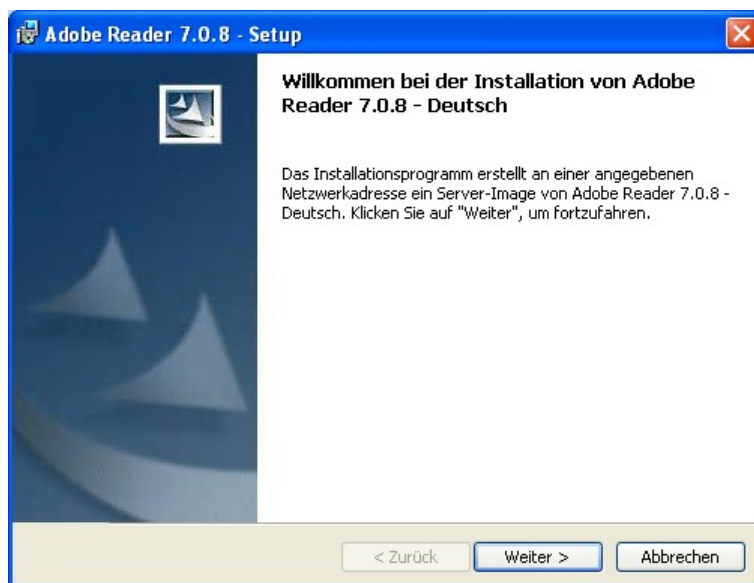 Adobe Reader 7.0.8 - Setup
Willkommen bei der Installation von Adobe
Reader 7.0.8 - Deutsch
Das Installationsprogramm erstellt an einer angegebenen
Netzwerkadresse ein Server-Image von Adobe Reader 7.0.8 -
Deutsch. Klicken Sie auf "Weiter", um fortzufahren.
< Zurück
Weiter >
Abbrechen